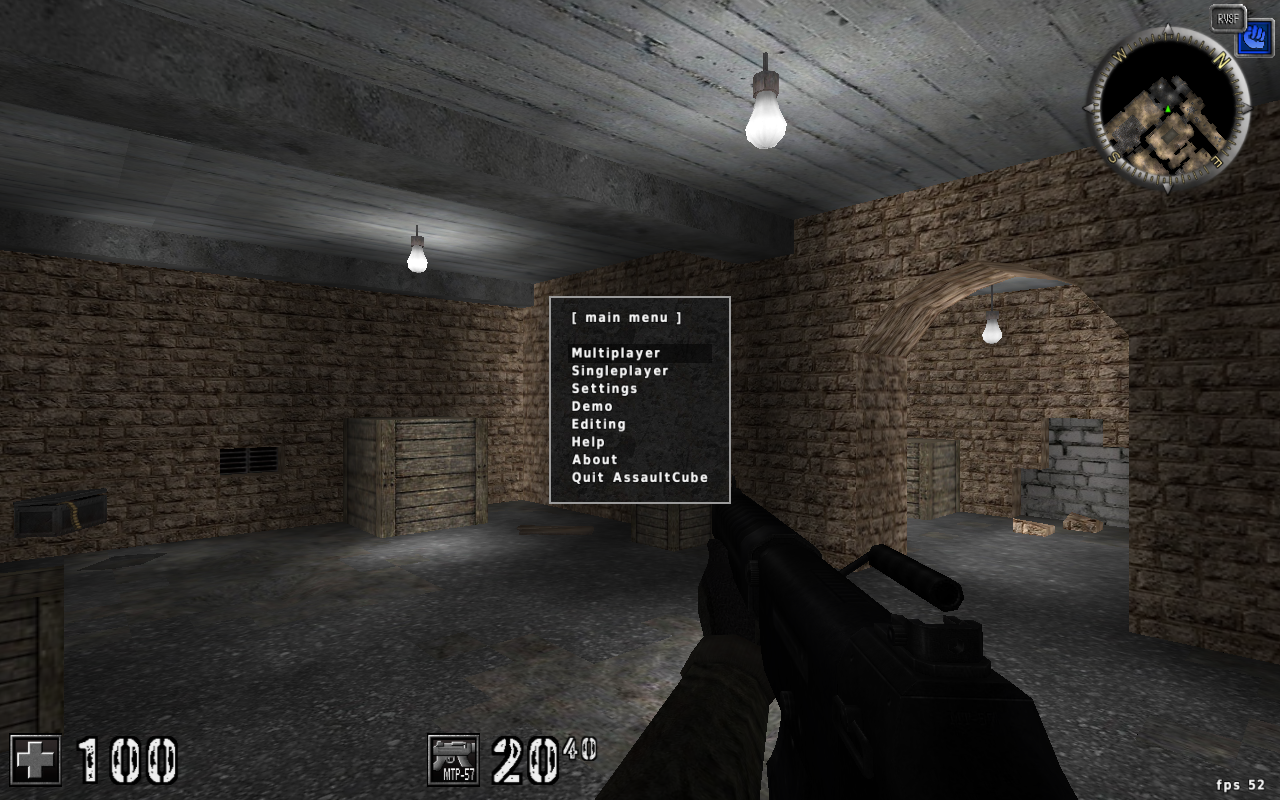 RVSF
W
N
S
E
[ main menu ]
Multiplayer
Singleplayer
Settings
Demo
Editing
Help
About
Quit AssaultCube
100
MTP-57
20 40
fps 52